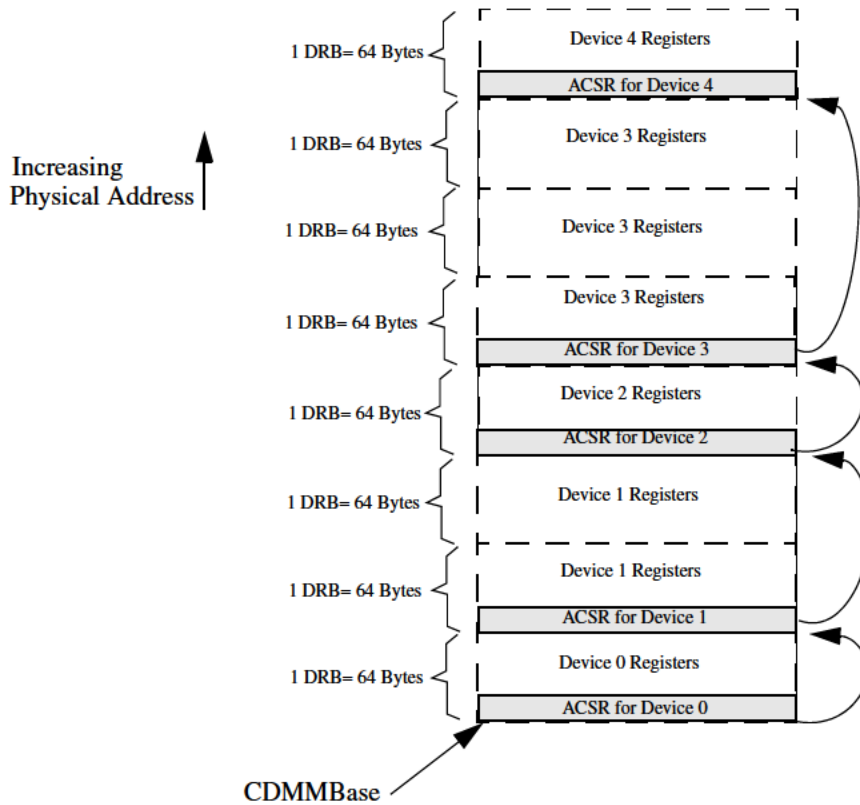 1 DRB= 64 Bytes
Device 4 Registers
ACSR for Device 4
1 DRB= 64 Bytes
Device 3 Registers
Increasing
Physical Address
1 DRB= 64 Bytes
Device 3 Registers
1 DRB= 64 Bytes
Device 3 Registers
ACSR for Device 3
1 DRB= 64 Bytes
Device 2 Registers
ACSR for Device 2
1 DRB= 64 Bytes
Device 1 Registers
1 DRB= 64 Bytes
Device 1 Registers
ACSR for Device 1
1 DRB= 64 Bytes
Device 0 Registers
ACSR for Device 0
CDMMBase